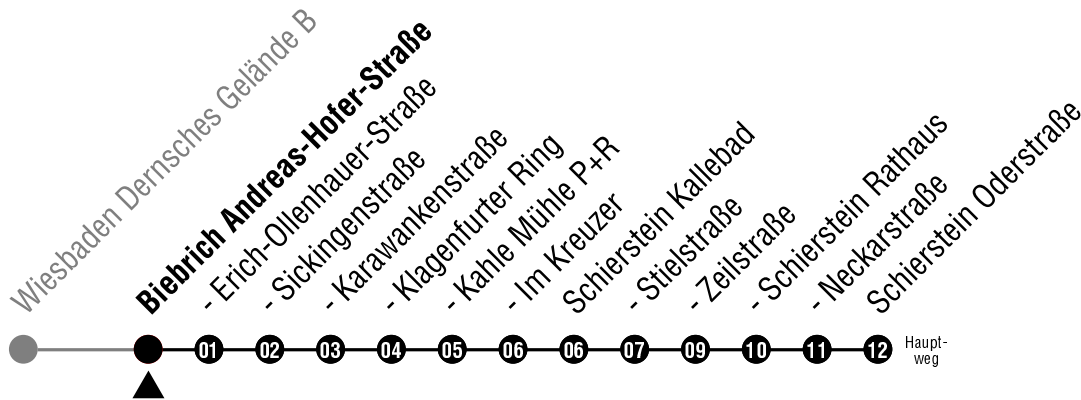 Wiesbaden Dernsches Gelände B
Biebrich Andreas-Hofer-Straße
- Erich-Ollenhauer-Straße
- Sickingenstraße
- Karawankenstraße
- Klagenfurter Ring
- Kahle Mühle P+R
- Im Kreuzer
Schierstein Kallebad
- Stielstraße
- Zeilstraße
- Schierstein Rathaus
- Neckarstraße
Schierstein Oderstraße
01 02 03 04 05 06 06 07 09 10 11 12
Haupt-
weg